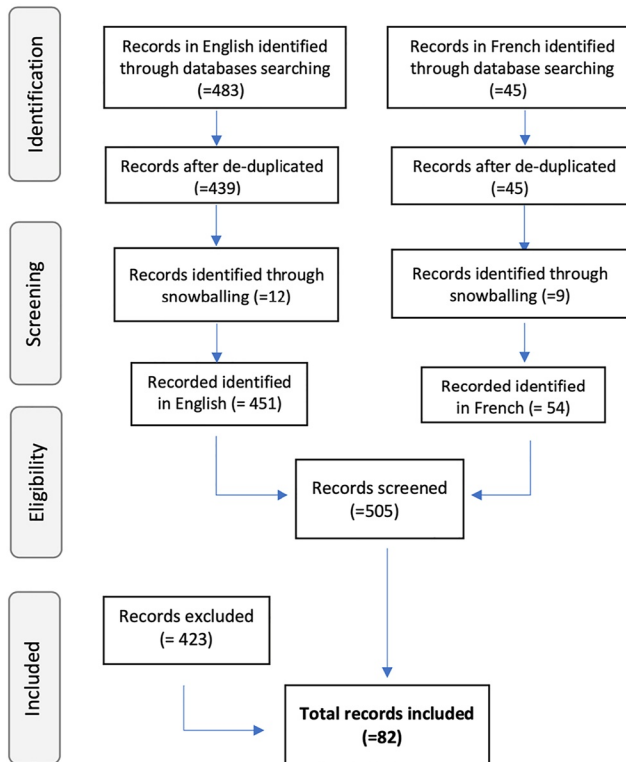 Identification
Records in English identified
through databases searching
(=483)
Records in French identified
through database searching
(=45)
Records after de-duplicated
(=439)
Records after de-duplicated
(=45)
Screening
Records identified through
snowballing (=12)
Records identified through
snowballing (=9)
Recorded identified
in English (= 451)
Recorded identified
in French (= 54)
Eligibility
Records screened
(=505)
Included
Records excluded
(= 423)
Total records included
(=82)